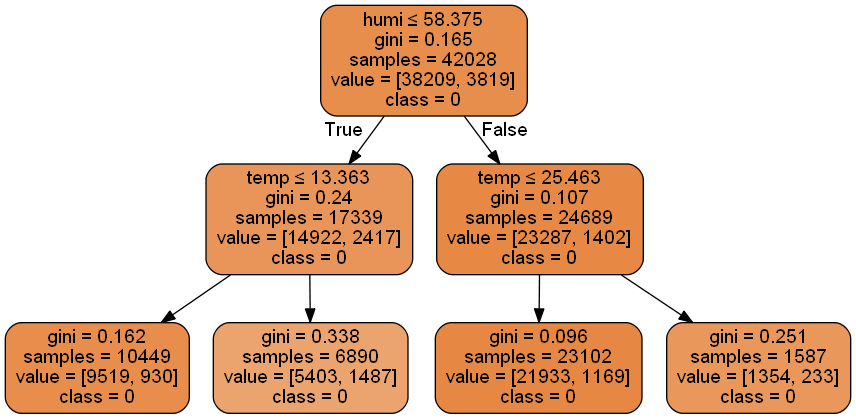 humi ≤ 58.375
gini = 0.165
samples = 42028
value = [38209, 3819]
class = 0
True
False
temp ≤ 13.363
gini = 0.24
samples = 17339
value = [14922, 2417]
class = 0
temp ≤ 25.463
gini = 0.107
samples = 24689
value = [23287, 1402]
class = 0
gini = 0.162
samples = 10449
value = [9519, 930]
class = 0
gini = 0.338
samples = 6890
value = [5403, 1487]
class = 0
gini = 0.096
samples = 23102
value = [21933, 1169]
class = 0
gini = 0.251
samples = 1587
value = [1354, 233]
class = 0